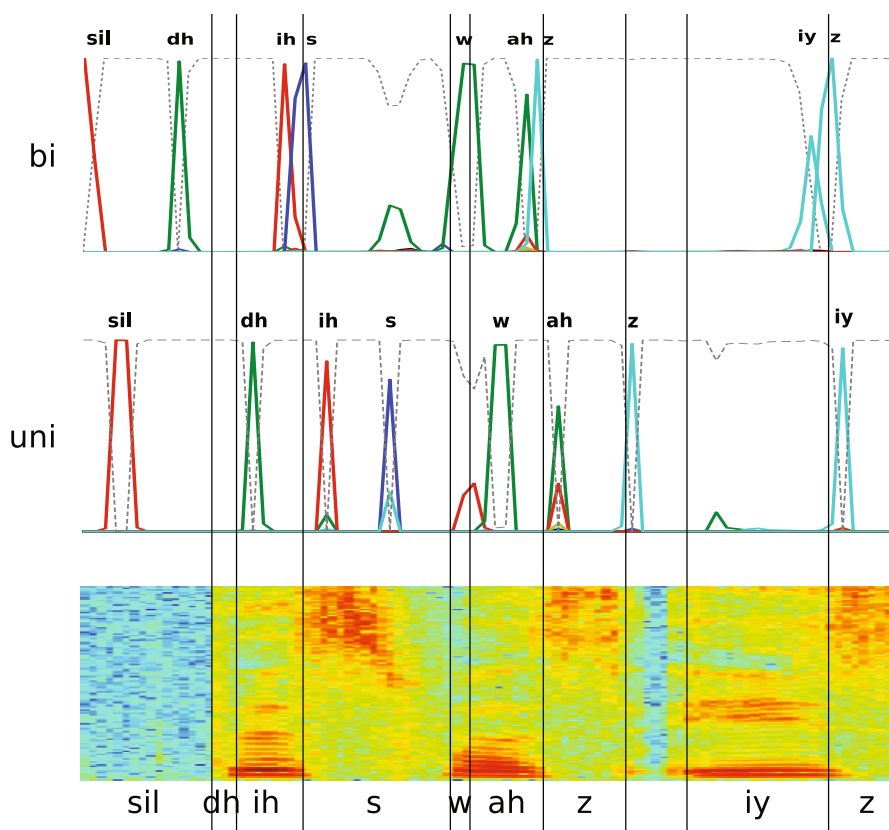 sil dh ih s w ah z iy z
bi
sil dh ih s w ah z iy
uni
sil dh ih s w ah z iy z